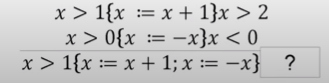 x > 1{x := x + 1}x > 2
x > 0{x := −x}x < 0
x > 1{x := x + 1; x := −x} ?